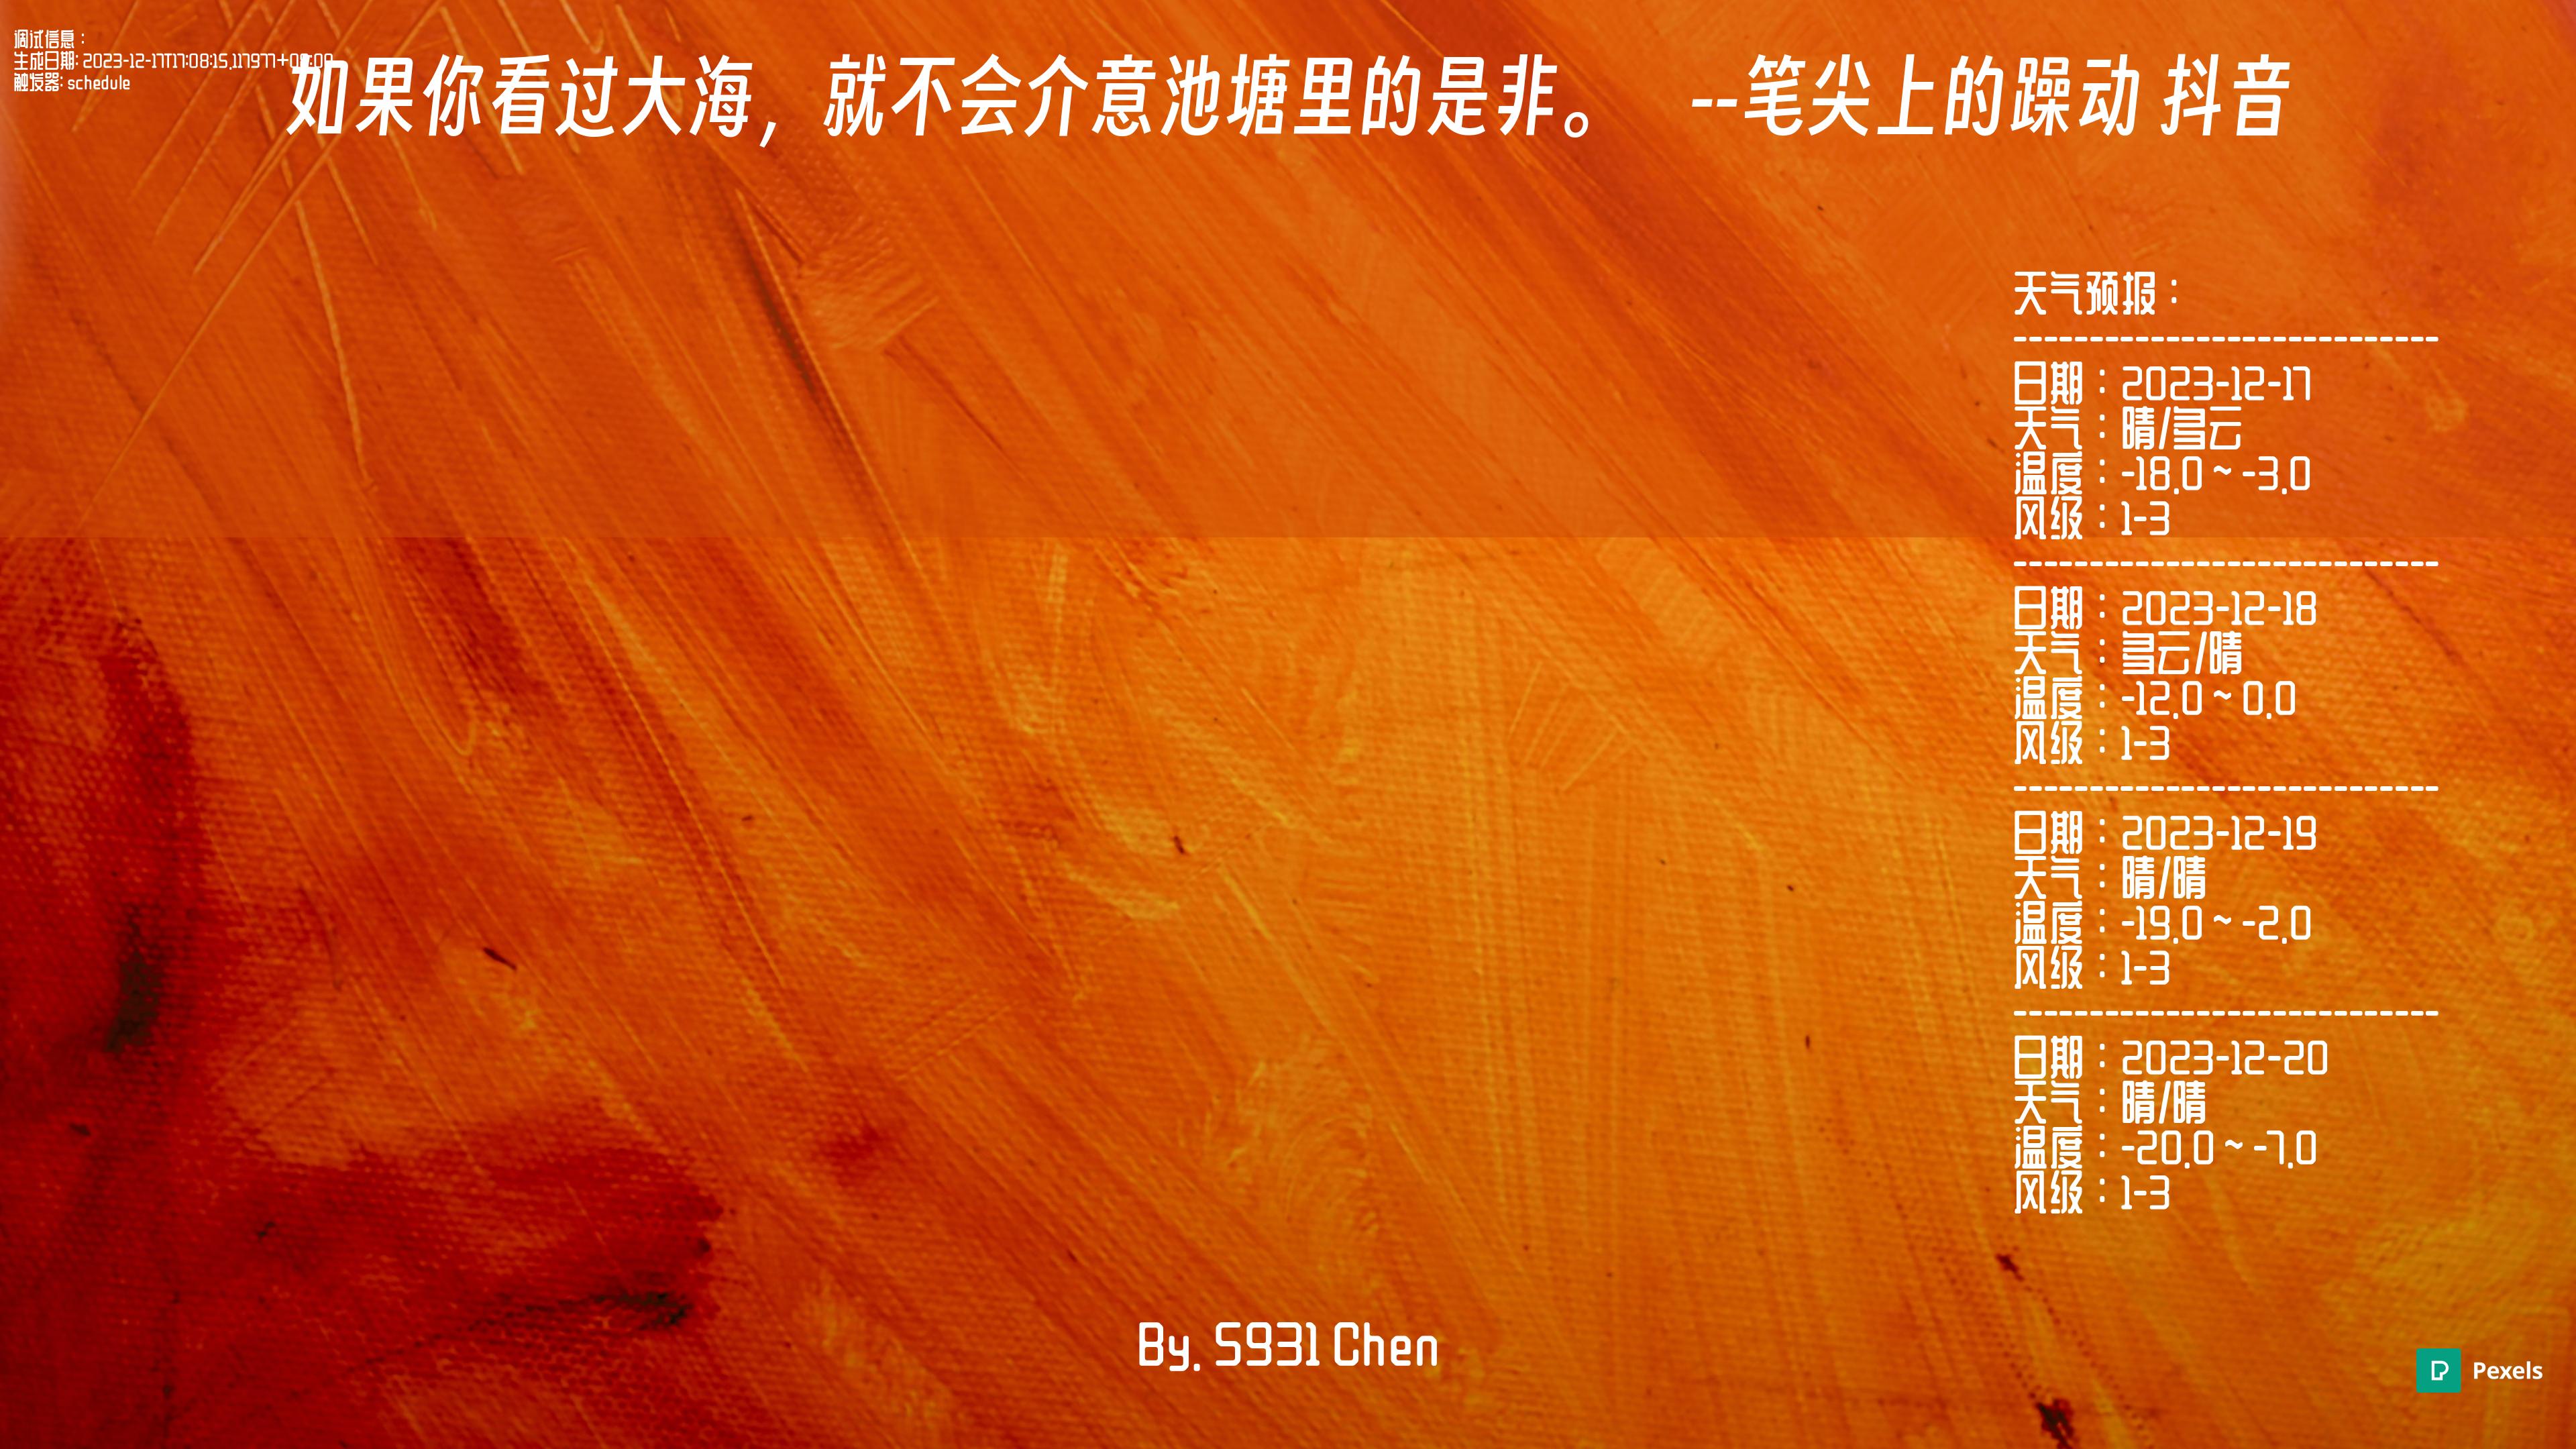 调试信息：
生成日期: 2023-12-17T17:08:15.117977+08:00
触发器: schedule
如果你看过大海，就不会介意池塘里的是非。 --笔尖上的躁动 抖音
天气预报：
----------------------------
日期：2023-12-17
天气：晴/多云
温度：-18.0 ~ -3.0
风级：1-3
----------------------------
日期：2023-12-18
天气：多云/晴
温度：-12.0 ~ 0.0
风级：1-3
----------------------------
日期：2023-12-19
天气：晴/晴
温度：-19.0 ~ -2.0
风级：1-3
----------------------------
日期：2023-12-20
天气：晴/晴
温度：-20.0 ~ -7.0
风级：1-3
By. S931 Chen
Pexels